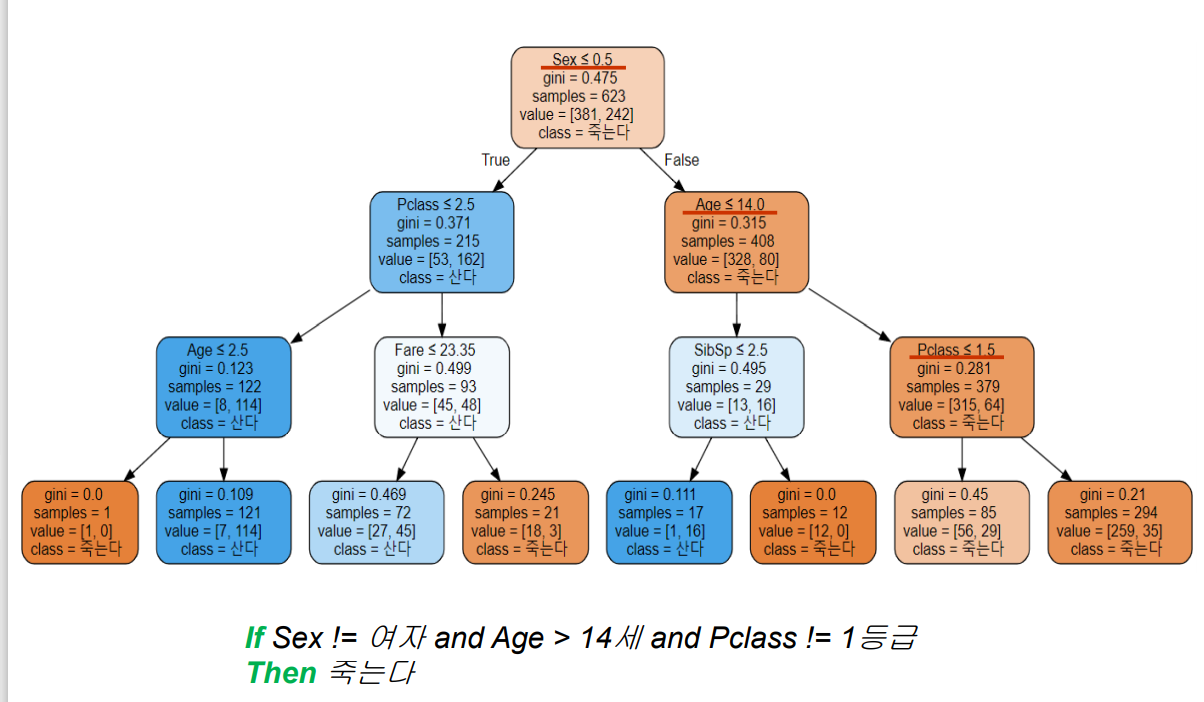 Sex ≤ 0.5
gini = 0.475
samples = 623
value = [381, 242]
class = 죽는다
True
False
Pclass ≤ 2.5
gini = 0.371
samples = 215
value = [53, 162]
class = 산다
Age ≤ 14.0
gini = 0.315
samples = 408
value = [328, 80]
class = 죽는다
Age ≤ 2.5
gini = 0.123
samples = 122
value = [8, 114]
class = 산다
Fare ≤ 23.35
gini = 0.499
samples = 93
value = [45, 48]
class = 산다
SibSp ≤ 2.5
gini = 0.495
samples = 29
value = [13, 16]
class = 산다
Pclass ≤ 1.5
gini = 0.281
samples = 379
value = [315, 64]
class = 죽는다
gini = 0.0
samples = 1
value = [1, 0]
class = 죽는다
gini = 0.109
samples = 121
value = [7, 114]
class = 산다
gini = 0.469
samples = 72
value = [27, 45]
class = 산다
gini = 0.245
samples = 21
value = [18, 3]
class = 죽는다
gini = 0.111
samples = 17
value = [1, 16]
class = 산다
gini = 0.0
samples = 12
value = [12, 0]
class = 죽는다
gini = 0.45
samples = 85
value = [56, 29]
class = 죽는다
gini = 0.21
samples = 294
value = [259, 35]
class = 죽는다
If Sex != 여자 and Age > 14세 and Pclass != 1등급
Then 죽는다